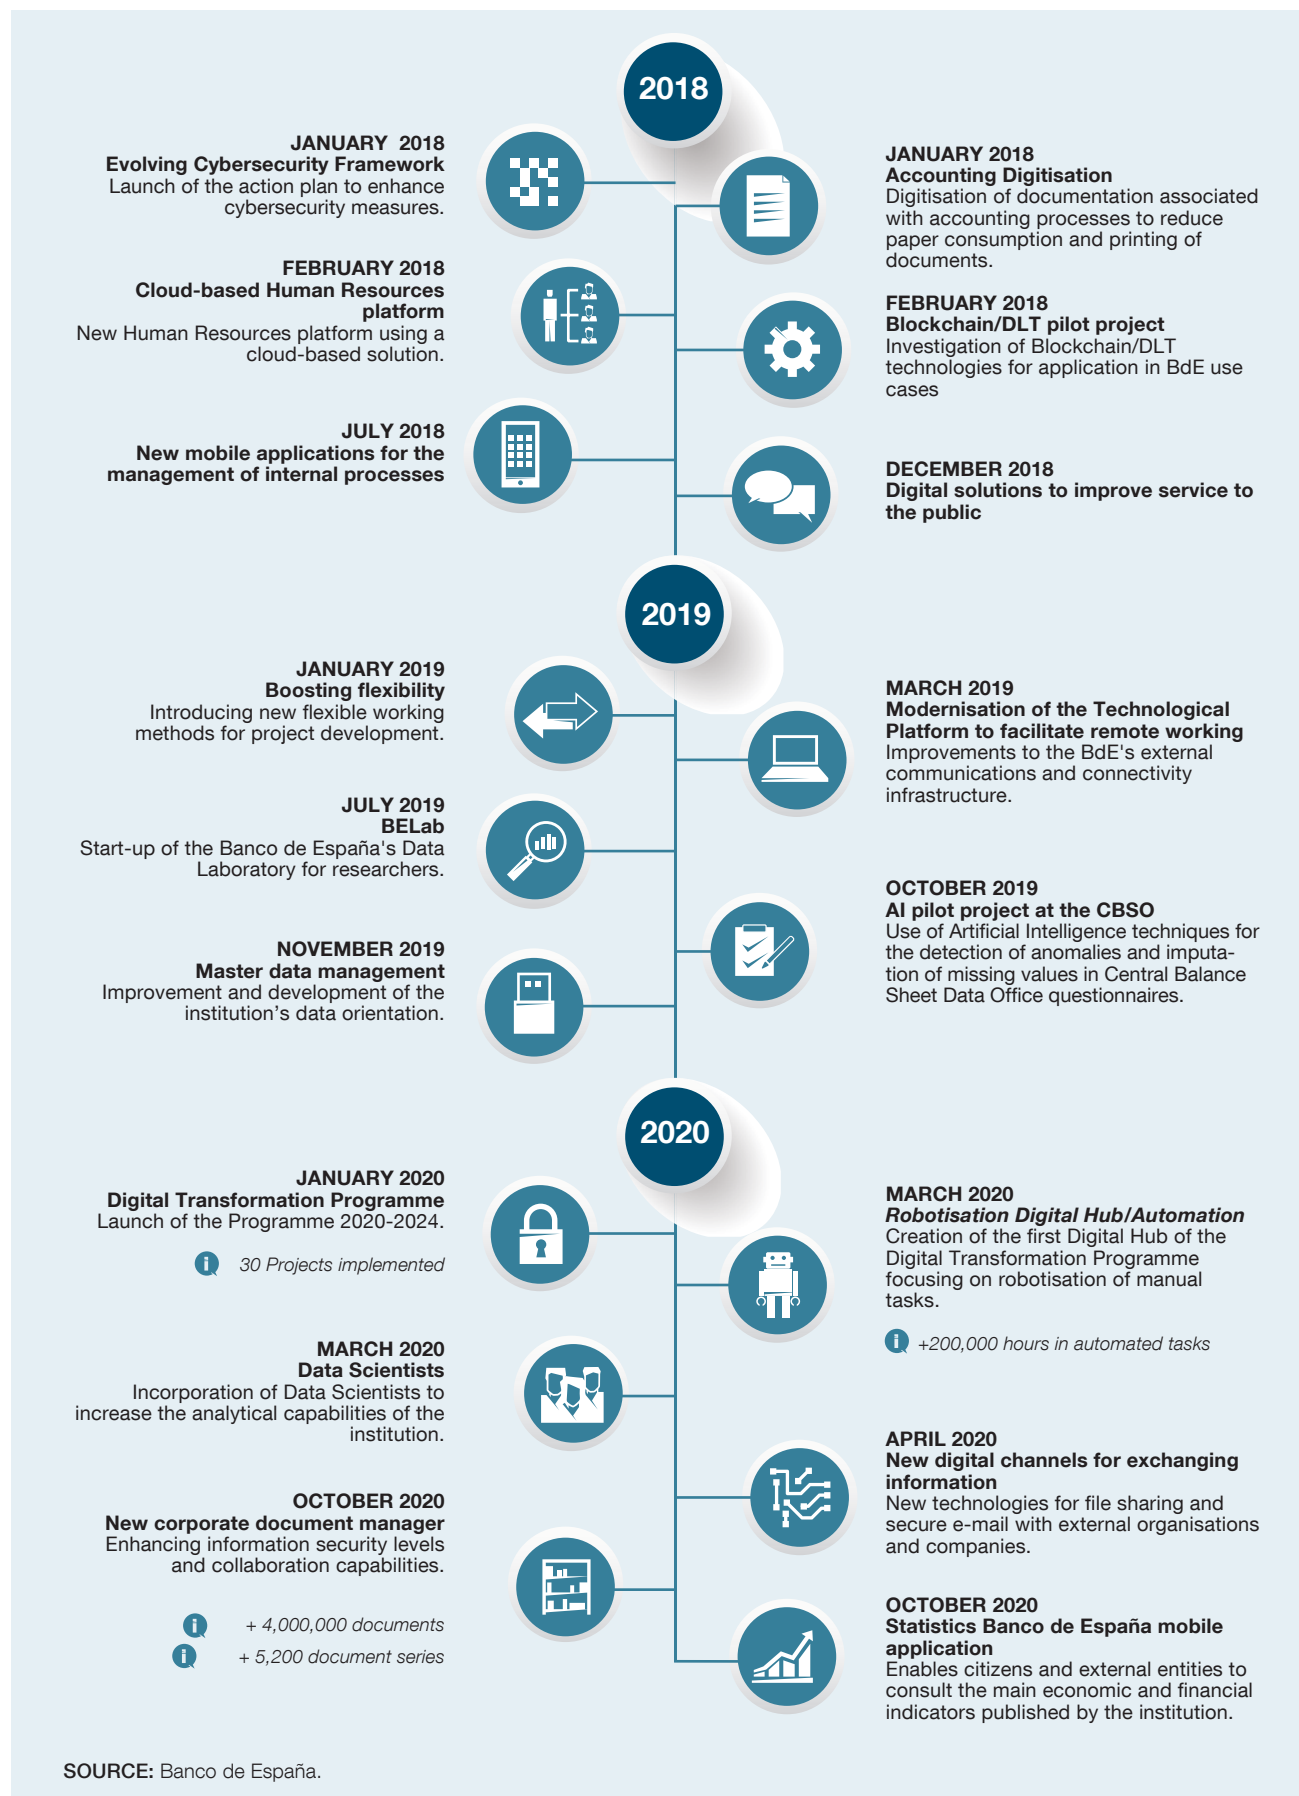 2018
JANUARY 2018
Evolving Cybersecurity Framework
Launch of the action plan to enhance
cybersecurity measures.
JANUARY 2018
Accounting Digitisation
Digitisation of documentation associated
with accounting processes to reduce
paper consumption and printing of
documents.
FEBRUARY 2018
Cloud-based Human Resources
platform
New Human Resources platform using a
cloud-based solution.
FEBRUARY 2018
Blockchain/DLT pilot project
Investigation of Blockchain/DLT
technologies for application in BdE use
cases
JULY 2018
New mobile applications for the
management of internal processes
DECEMBER 2018
Digital solutions to improve service to
the public
2019
JANUARY 2019
Boosting flexibility
Introducing new flexible working
methods for project development.
MARCH 2019
Modernisation of the Technological
Platform to facilitate remote working
Improvements to the BdE's external
communications and connectivity
infrastructure.
JULY 2019
BELab
Start-up of the Banco de España's Data
Laboratory for researchers.
OCTOBER 2019
AI pilot project at the CBSO
Use of Artificial Intelligence techniques for
the detection of anomalies and imputa-
tion of missing values in Central Balance
Sheet Data Office questionnaires.
NOVEMBER 2019
Master data management
Improvement and development of the
institution’s data orientation.
2020
JANUARY 2020
Digital Transformation Programme
Launch of the Programme 2020-2024.
i 30 Projects implemented
MARCH 2020
Robotisation Digital Hub/Automation
Creation of the first Digital Hub of the
Digital Transformation Programme
focusing on robotisation of manual
tasks.
i +200,000 hours in automated tasks
MARCH 2020
Data Scientists
Incorporation of Data Scientists to
increase the analytical capabilities of the
institution.
APRIL 2020
New digital channels for exchanging
information
New technologies for file sharing and
secure e-mail with external organisations
and companies.
OCTOBER 2020
New corporate document manager
Enhancing information security levels
and collaboration capabilities.
i + 4,000,000 documents
i + 5,200 document series
OCTOBER 2020
Statistics Banco de España mobile
application
Enables citizens and external entities to
consult the main economic and financial
indicators published by the institution.
SOURCE: Banco de España.